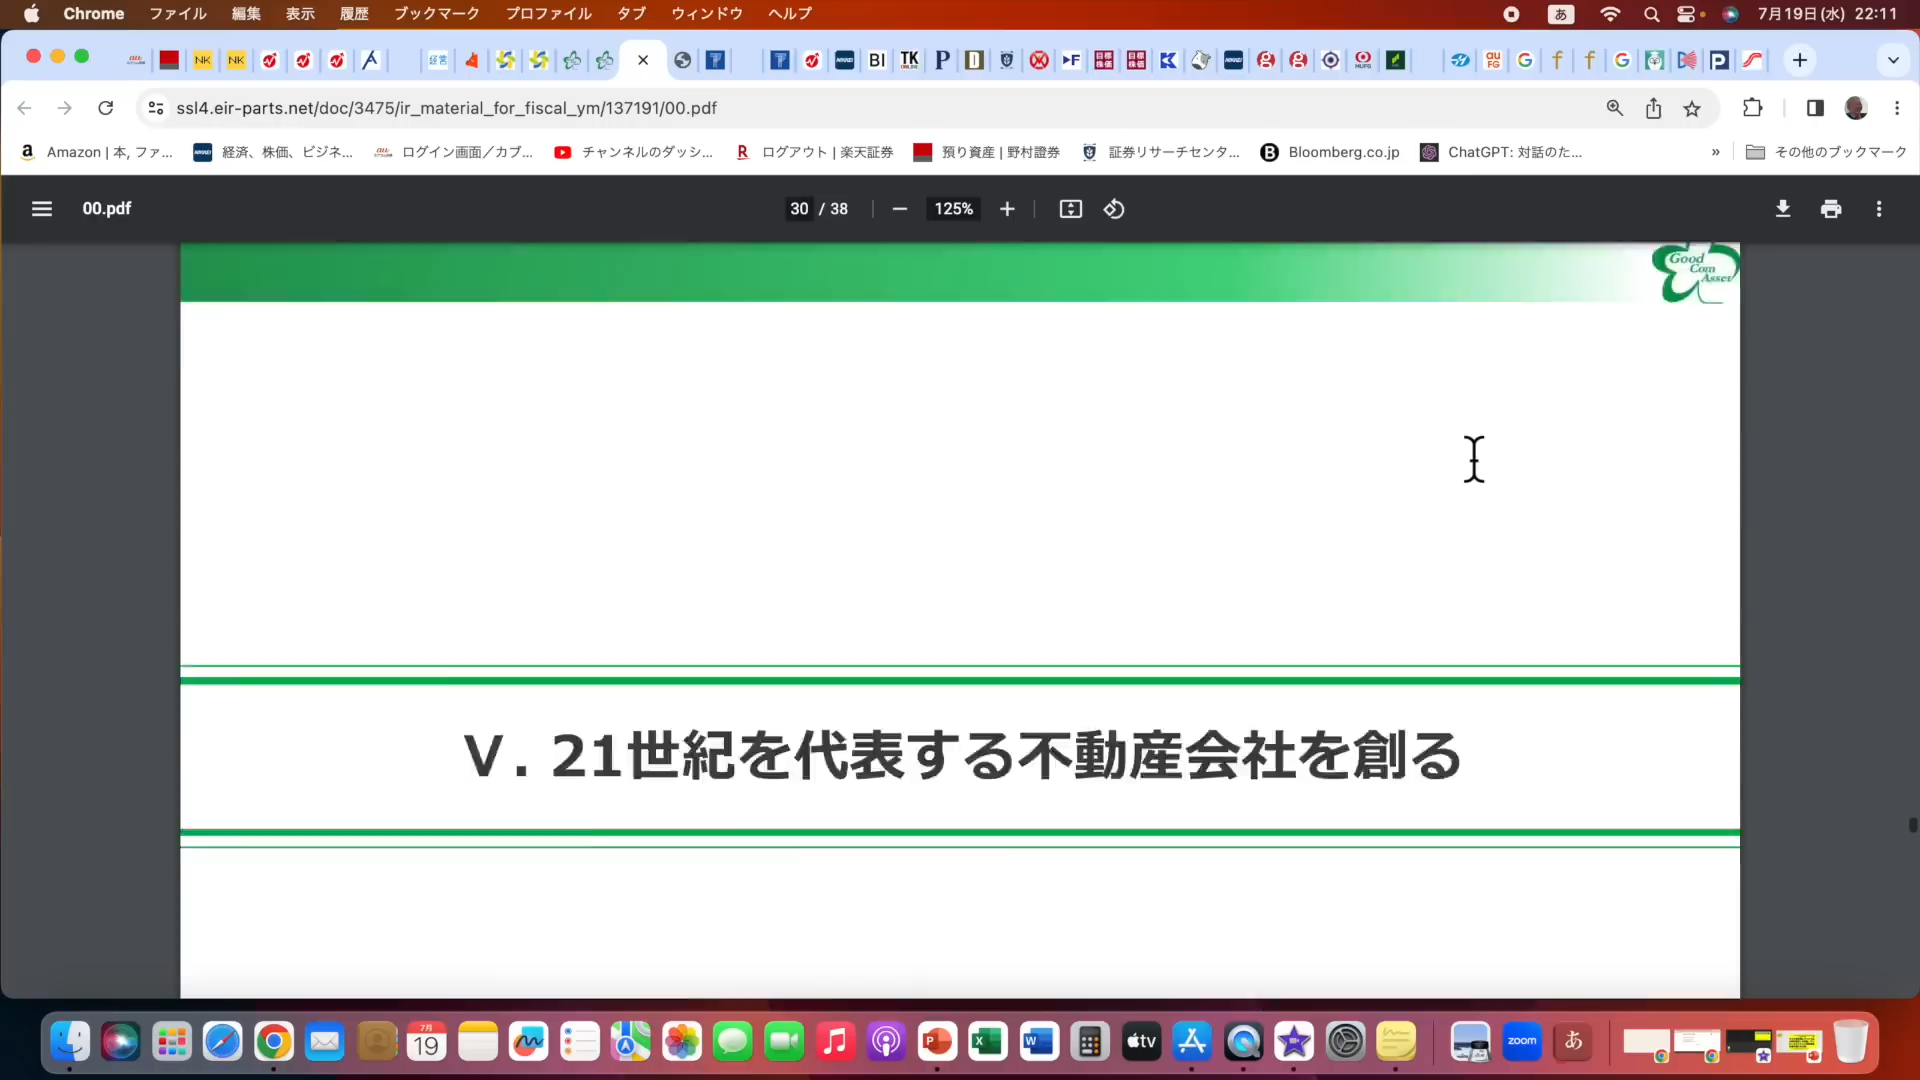 Chrome ファイル 編集 表示 履歴 ブックマーク プロファイル タブ ウィンドウ ヘルプ あ 7月19日(水) 22:11
ssl4.eir-parts.net/doc/3475/ir_material_for_fiscal_ym/137191/00.pdf
Amazon | 本, ファ... 経済、株価、ビジネ... ログイン画面／カブ... チャンネルのダッシ... ログアウト | 楽天証券 預り資産 | 野村證券 証券リサーチセンタ... Bloomberg.co.jp ChatGPT: 対話のた... » その他のブックマーク
00.pdf 30 / 38 125%
Good
Com
Asset
Ⅴ．21世紀を代表する不動産会社を創る
7月
19
tv
zoom
あ